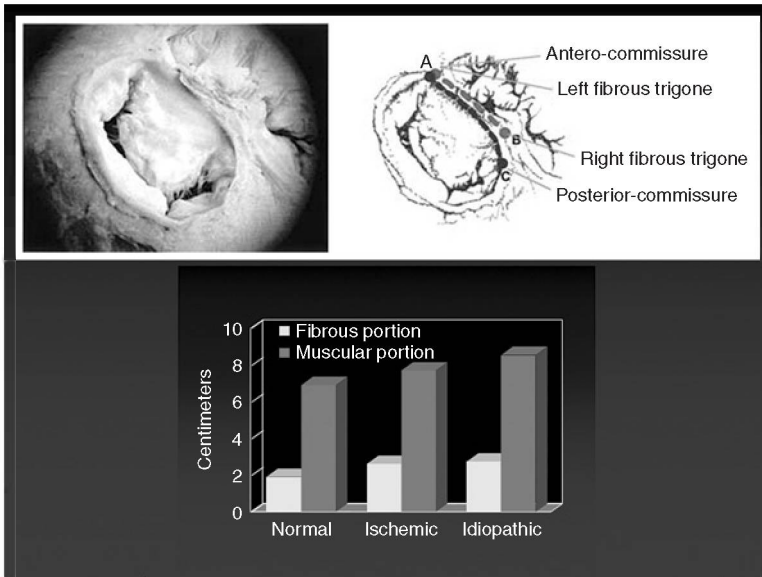 A
Antero-commissure
Left fibrous trigone
B
Right fibrous trigone
C
Posterior-commissure
10
8
6
4
2
0
Centimeters
Fibrous portion
Muscular portion
Normal Ischemic Idiopathic